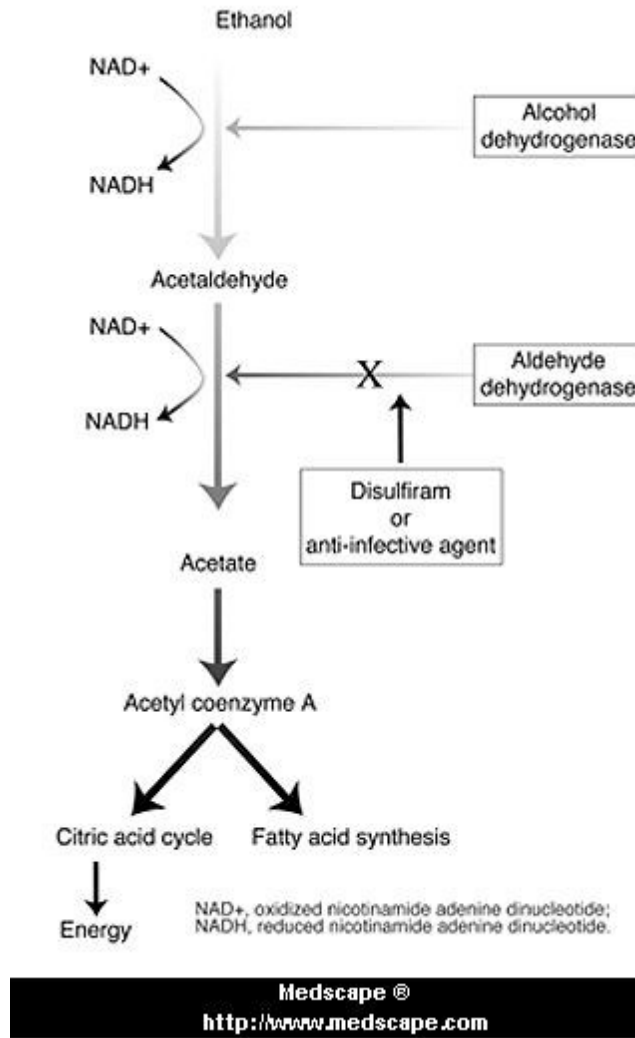 Ethanol
NAD+
Alcohol
dehydrogenase
NADH
Acetaldehyde
NAD+
X
Aldehyde
dehydrogenase
NADH
Disulfiram
or
anti-infective agent
Acetate
Acetyl coenzyme A
Citric acid cycle
Fatty acid synthesis
Energy
NAD+, oxidized nicotinamide adenine dinucleotide;
NADH, reduced nicotinamide adenine dinucleotide.
Medscape ®
http://www.medscape.com